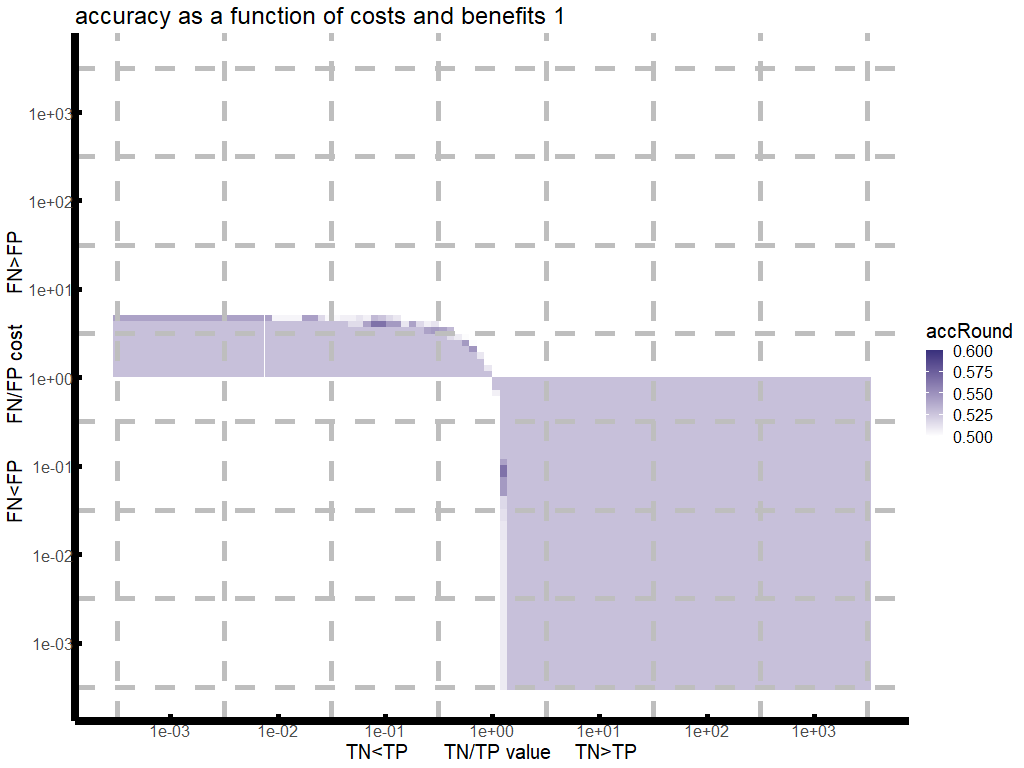 accuracy as a function of costs and benefits 1
FN<FP FN/FP cost FN>FP
1e+03
1e+02
1e+01
1e+00
1e-01
1e-02
1e-03
1e-03 1e-02 1e-01 1e+00 1e+01 1e+02 1e+03
TN<TP TN/TP value TN>TP
accRound
0.600
0.575
0.550
0.525
0.500